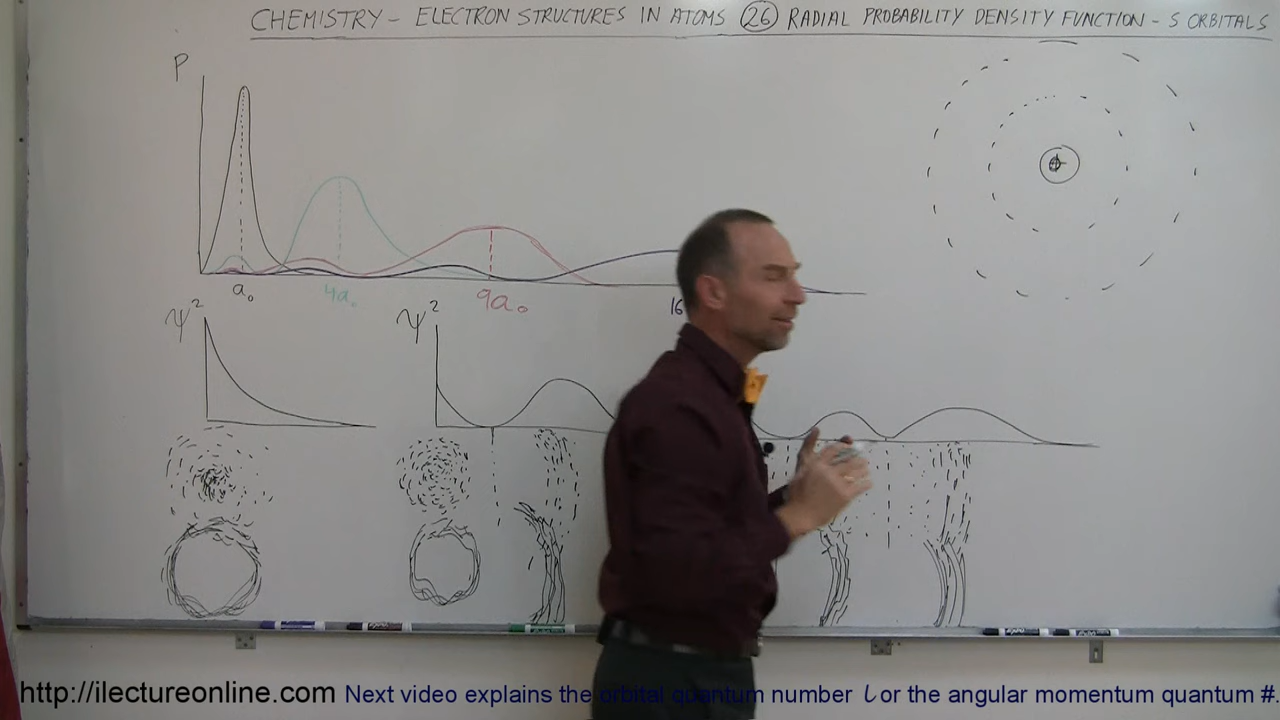 CHEMISTRY - ELECTRON STRUCTURES IN ATOMS 26 RADIAL PROBABILITY DENSITY FUNCTION - S ORBITALS
P
a₀ 4a₀ 9a₀ 16
ψ² ψ²
http://ilectureonline.com Next video explains the orbital quantum number l or the angular momentum quantum #.